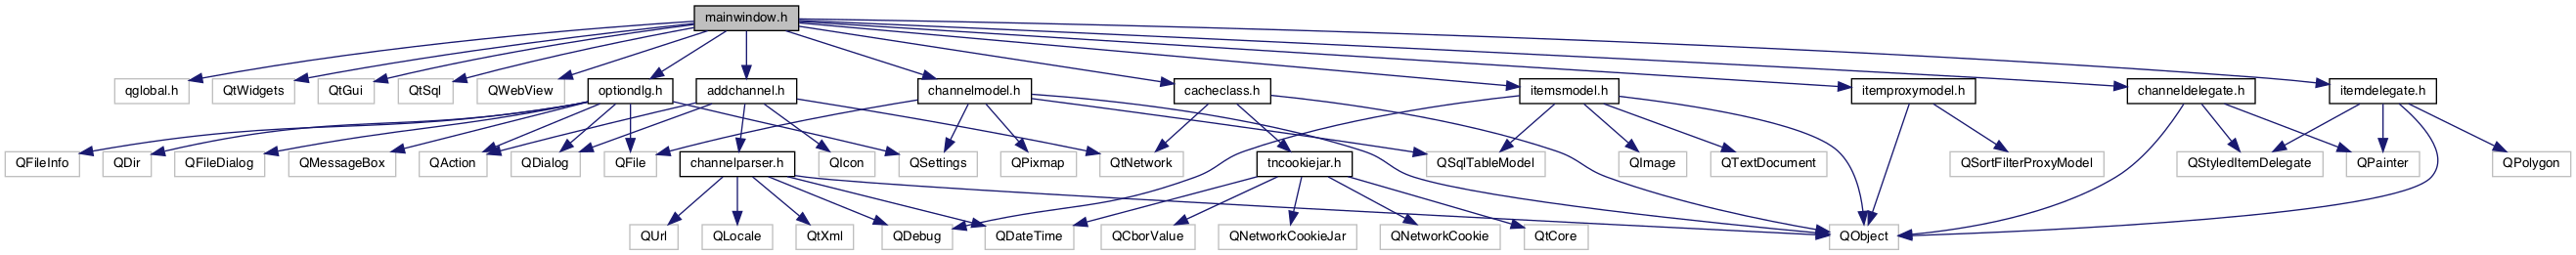 mainwindow.h
qglobal.h
QtWidgets
QtGui
QtSql
QWebView
optiondlg.h
addchannel.h
channelmodel.h
cacheclass.h
itemsmodel.h
itemproxymodel.h
channeldelegate.h
itemdelegate.h
QFileInfo
QDir
QFileDialog
QMessageBox
QAction
QDialog
QFile
channelparser.h
QIcon
QSettings
QPixmap
QtNetwork
tncookiejar.h
QSqlTableModel
QImage
QTextDocument
QSortFilterProxyModel
QStyledItemDelegate
QPainter
QPolygon
QUrl
QLocale
QtXml
QDebug
QDateTime
QCborValue
QNetworkCookieJar
QNetworkCookie
QtCore
QObject